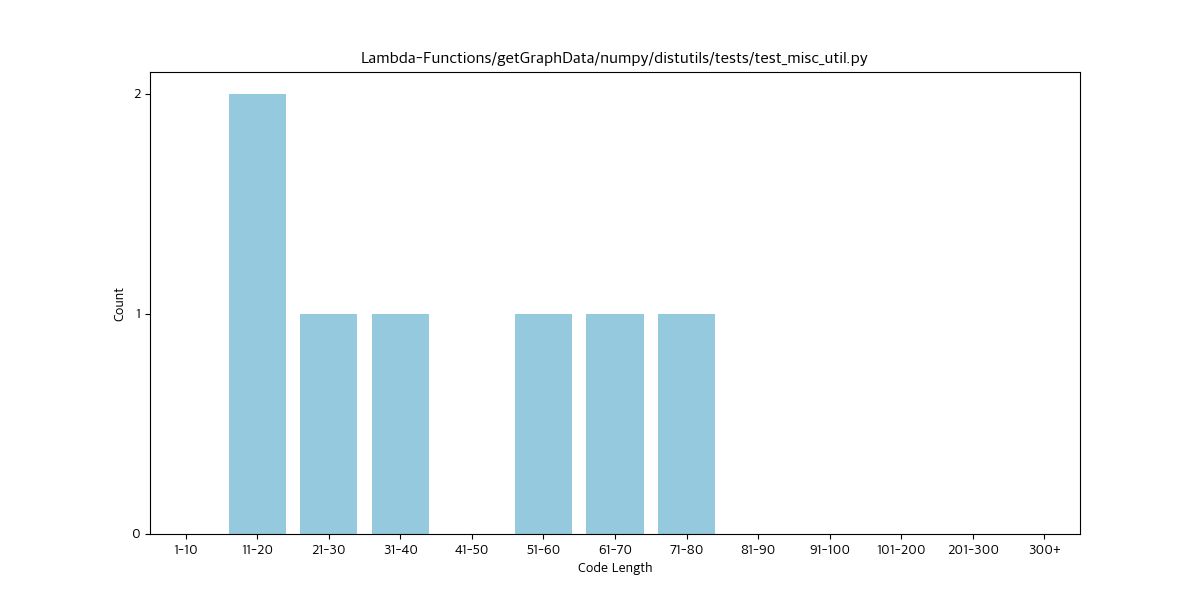 Lambda-Functions/getGraphData/numpy/distutils/tests/test_misc_util.py
2
1
0
Count
1-10 11-20 21-30 31-40 41-50 51-60 61-70 71-80 81-90 91-100 101-200 201-300 300+
Code Length